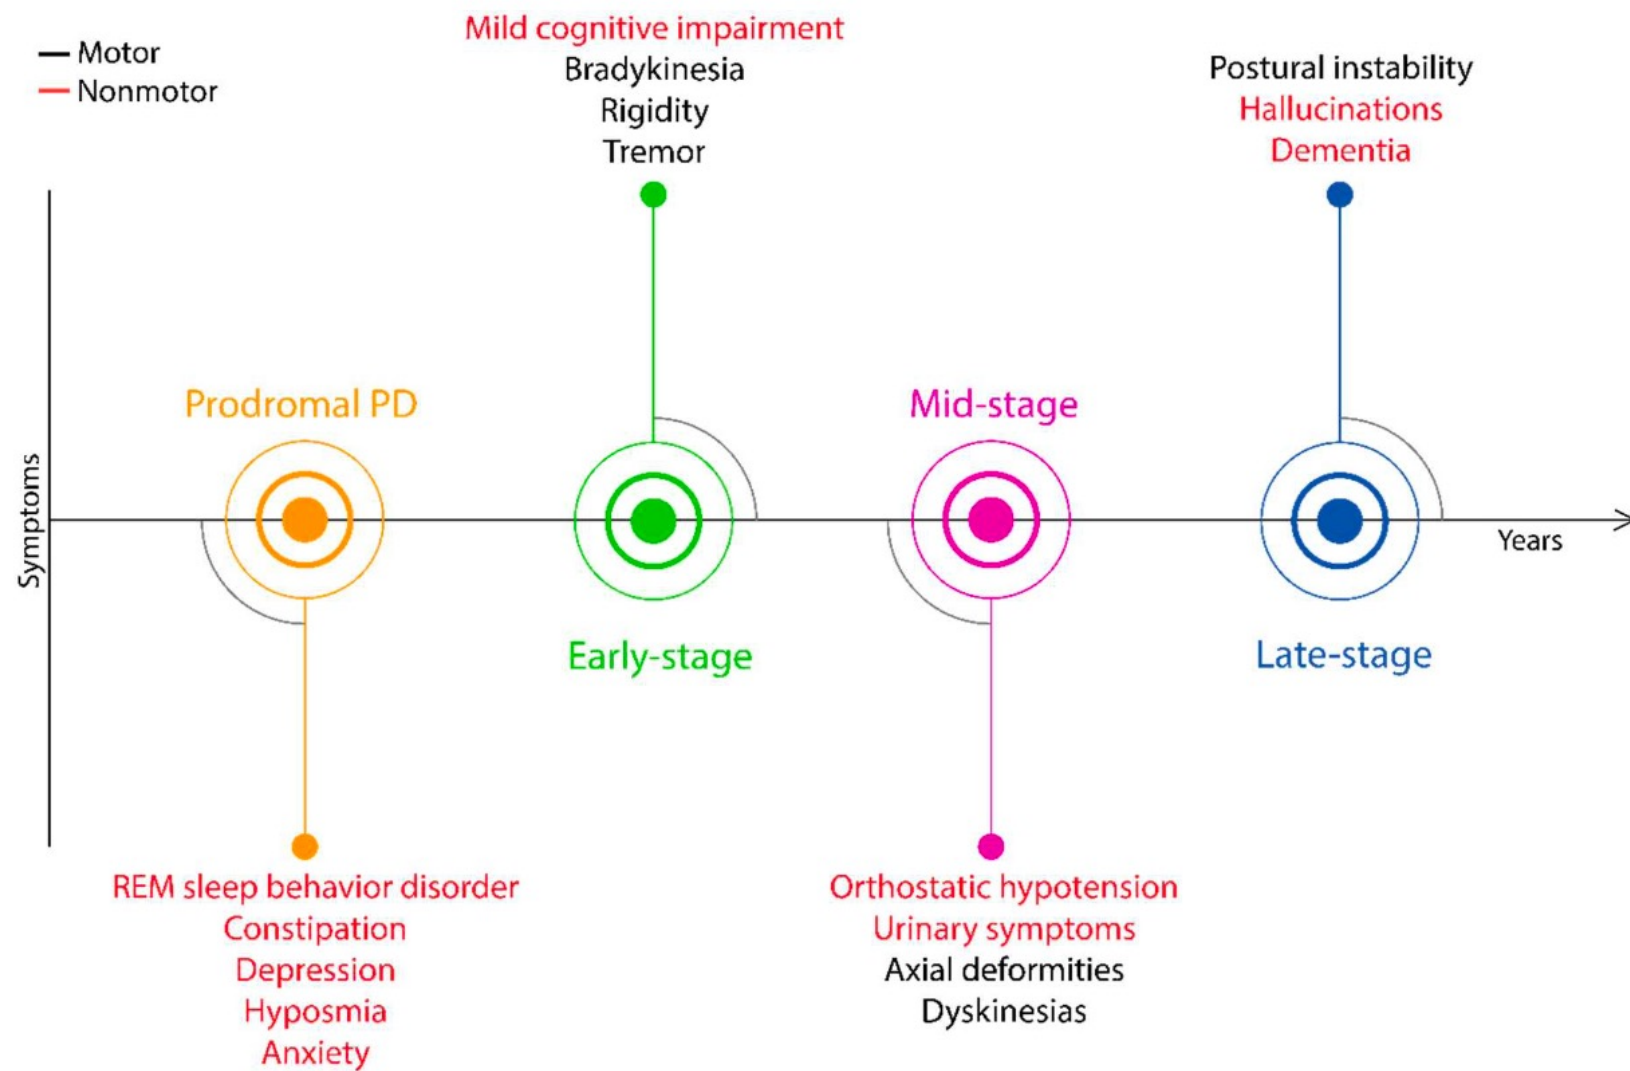 Motor
Nonmotor
Mild cognitive impairment
Bradykinesia
Rigidity
Tremor
Postural instability
Hallucinations
Dementia
Prodromal PD
Mid-stage
Symptoms
Years
Early-stage
Late-stage
REM sleep behavior disorder
Constipation
Depression
Hyposmia
Anxiety
Orthostatic hypotension
Urinary symptoms
Axial deformities
Dyskinesias